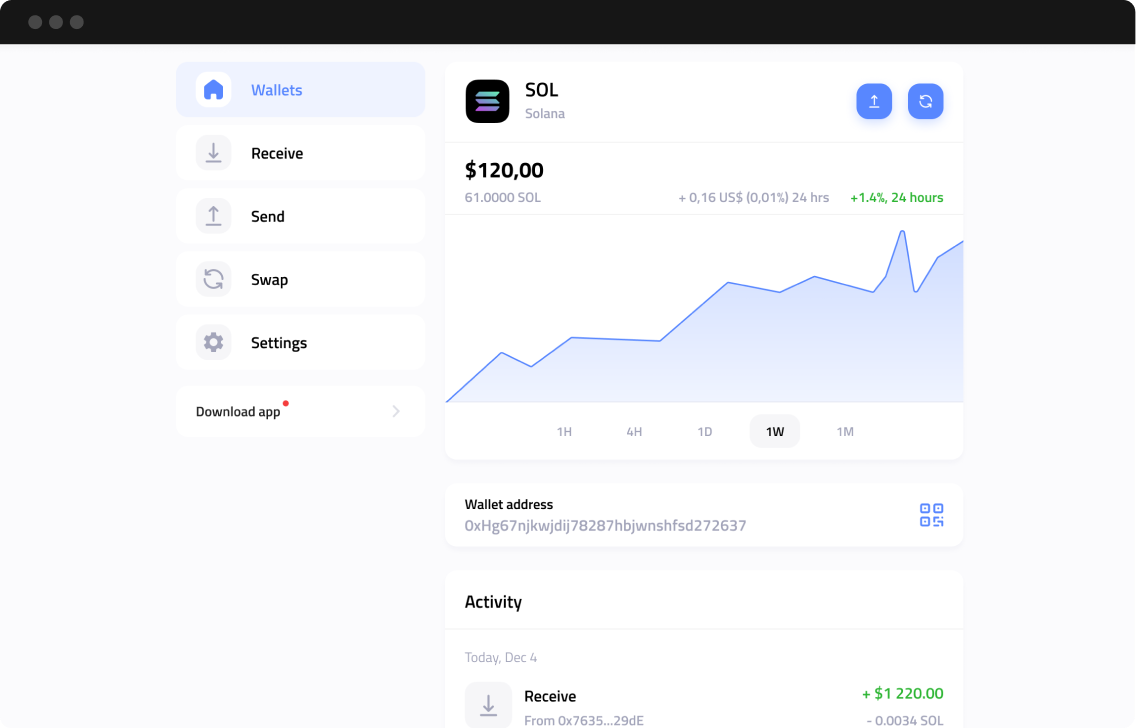 Wallets
Receive
Send
Swap
Settings
Download app
SOL
Solana
$120,00
61.0000 SOL
+ 0,16 US$ (0,01%) 24 hrs
+1.4%, 24 hours
1H 4H 1D 1W 1M
Wallet address
0xHg67njkwjdij78287hbjwnshfsd272637
Activity
Today, Dec 4
Receive
+ $1 220.00
From 0x7635...29dE
- 0.0034 SOL